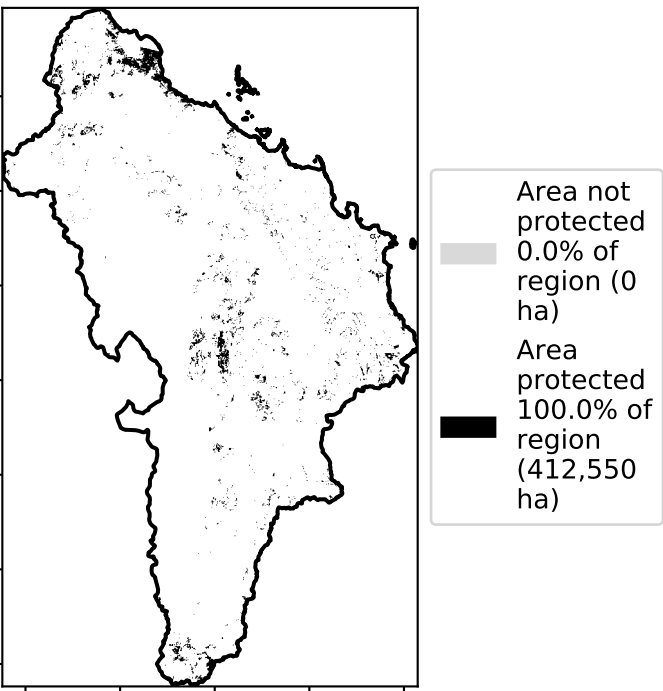 Area not
protected
0.0% of
region (0
ha)
Area
protected
100.0% of
region
(412,550
ha)